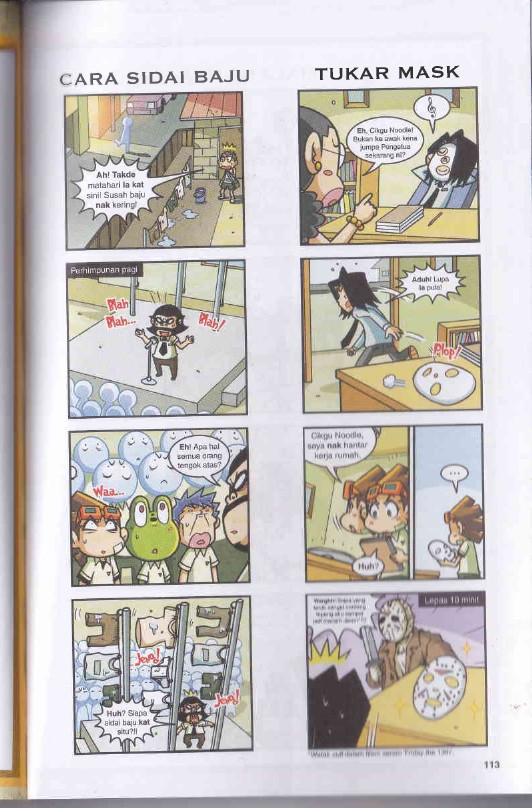 CARA SIDAI BAJU
Ah! Takde
matahari la kat
sini! Susah baju
nak kering!
Perhimpunan pagi
Blah
Blah...
Blah!
Eh! Apa hal
semua orang
tengok atas?
Waa...
Jeng!
Jeng!
Huh? Siapa
sidai baju kat
situ?!!
TUKAR MASK
Eh, Cikgu Noodle!
Bukan ke awak kena
jumpa Pengetua
sekarang ni?
Aduh! Lupa
la pula!
Plop!
Cikgu Noodle,
saya nak hantar
kerja rumah.
...
Huh?
Lepas 10 minit
113